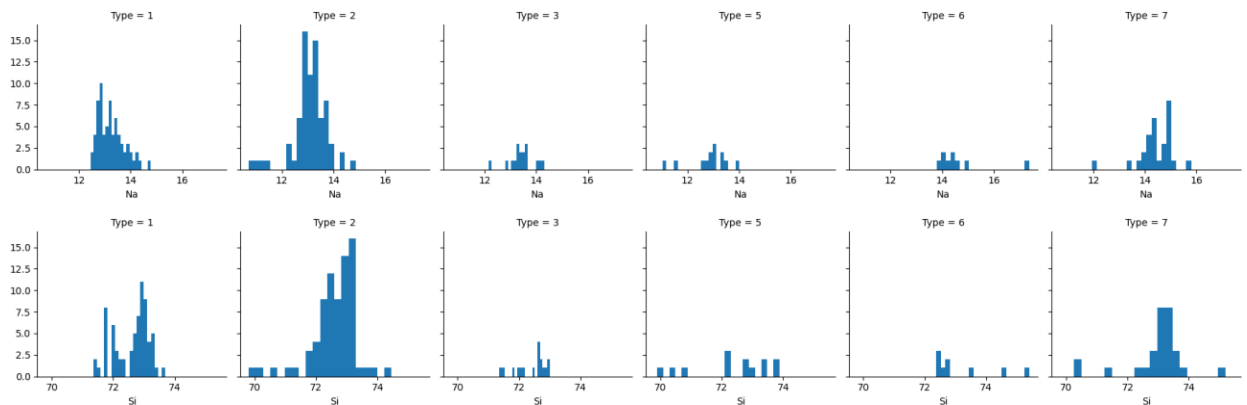 Type = 1 Type = 2 Type = 3 Type = 5 Type = 6 Type = 7
15.0
12.5
10.0
7.5
5.0
2.5
0.0
12 14 16 12 14 16 12 14 16 12 14 16 12 14 16 12 14 16
Na Na Na Na Na Na
Type = 1 Type = 2 Type = 3 Type = 5 Type = 6 Type = 7
15.0
12.5
10.0
7.5
5.0
2.5
0.0
70 72 74 70 72 74 70 72 74 70 72 74 70 72 74 70 72 74
Si Si Si Si Si Si